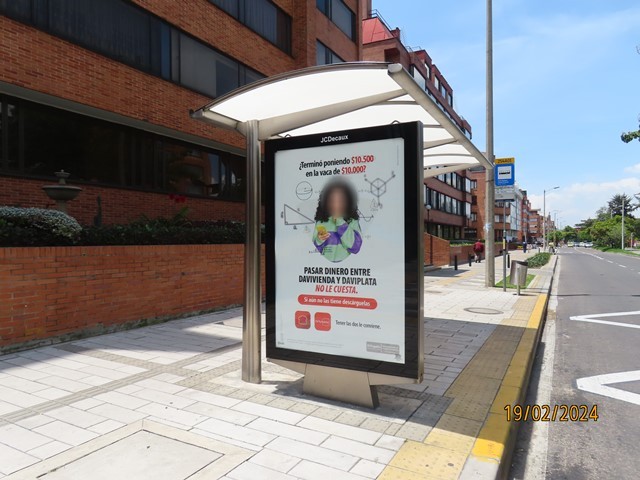 JCDecaux
¿Terminó poniendo $10.500
en la vaca de $10.000?
PASAR DINERO ENTRE
DAVIVIENDA Y DAVIPLATA
NO LE CUESTA.
Si aún no las tiene descárguelas
Tener las dos le conviene.
19/02/2024